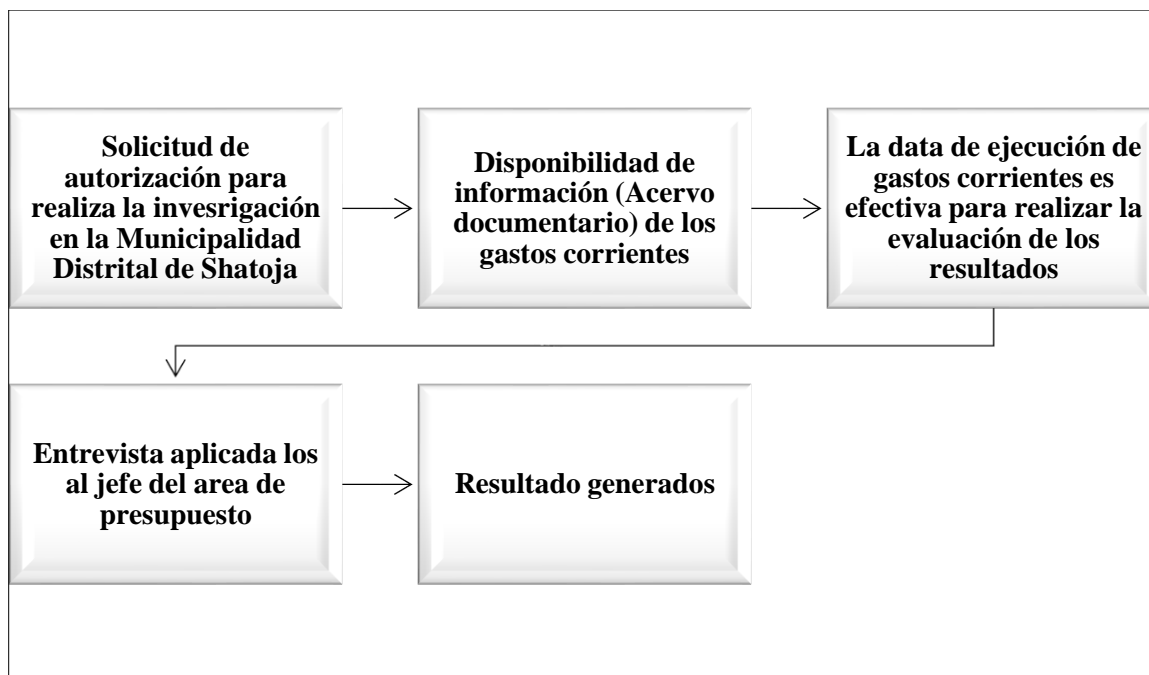 Solicitud de
autorización para
realiza la invesrigación
en la Municipalidad
Distrital de Shatoja
Disponibilidad de
información (Acervo
documentario) de los
gastos corrientes
La data de ejecución de
gastos corrientes es
efectiva para realizar la
evaluación de los
resultados
Entrevista aplicada los
al jefe del area de
presupuesto
Resultado generados